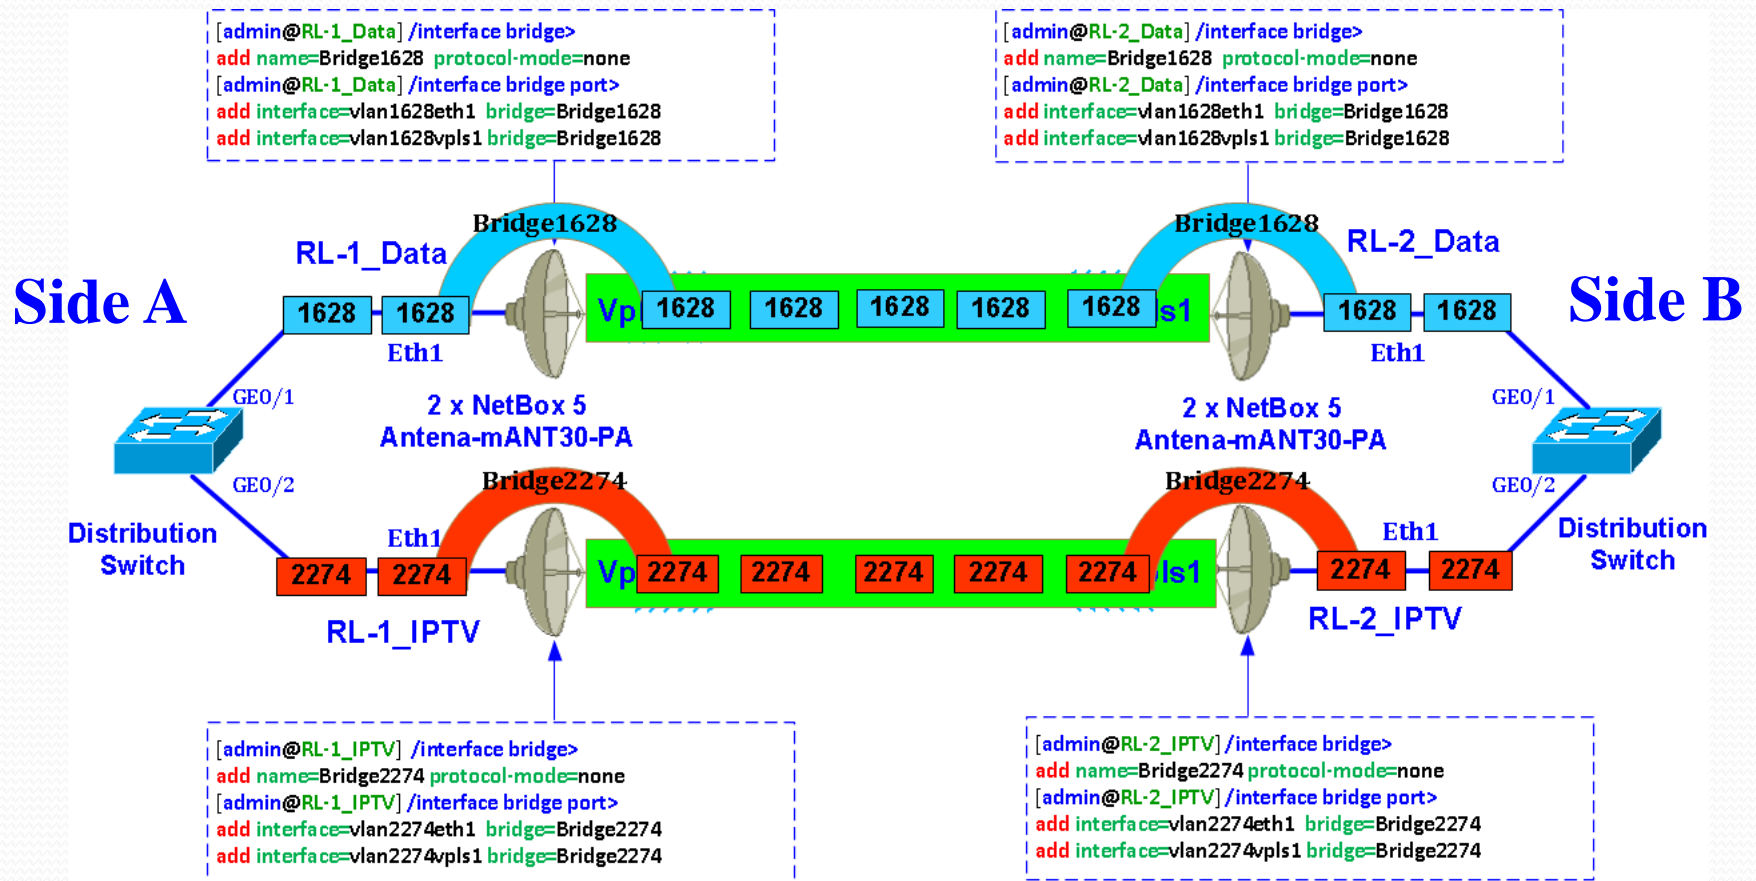 [admin@RL-1_Data] /interface bridge>
add name=Bridge1628 protocol-mode=none
[admin@RL-1_Data] /interface bridge port>
add interface=vlan1628eth1 bridge=Bridge1628
add interface=vlan1628vpls1 bridge=Bridge1628
[admin@RL-2_Data] /interface bridge>
add name=Bridge1628 protocol-mode=none
[admin@RL-2_Data] /interface bridge port>
add interface=vlan1628eth1 bridge=Bridge1628
add interface=vlan1628vpls1 bridge=Bridge1628
Bridge1628
Bridge1628
RL-1_Data
RL-2_Data
Side A
Side B
1628
1628
Vp
1628
1628
1628
1628
1628
ls1
1628
1628
Eth1
Eth1
GE0/1
GE0/1
2 x NetBox 5
Antena-mANT30-PA
2 x NetBox 5
Antena-mANT30-PA
Bridge2274
Bridge2274
GE0/2
GE0/2
Distribution
Switch
Distribution
Switch
Eth1
Eth1
2274
2274
Vp
2274
2274
2274
2274
2274
ls1
2274
2274
RL-1_IPTV
RL-2_IPTV
[admin@RL-1_IPTV] /interface bridge>
add name=Bridge2274 protocol-mode=none
[admin@RL-1_IPTV] /interface bridge port>
add interface=vlan2274eth1 bridge=Bridge2274
add interface=vlan2274vpls1 bridge=Bridge2274
[admin@RL-2_IPTV] /interface bridge>
add name=Bridge2274 protocol-mode=none
[admin@RL-2_IPTV] /interface bridge port>
add interface=vlan2274eth1 bridge=Bridge2274
add interface=vlan2274vpls1 bridge=Bridge2274